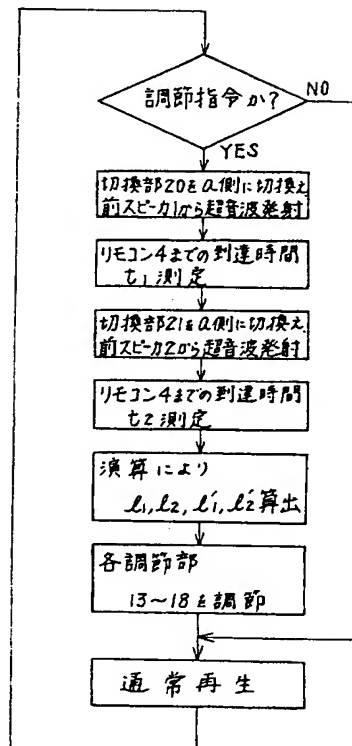 調節指令か?
NO
YES
切換部20をa側に切換え,
前スピーカ1から超音波発射
リモコン4までの到達時間
t1測定
切換部21をa側に切換え,
前スピーカ2から超音波発射
リモコン4までの到達時間
t2測定
演算により
l1,l2,l1',l2'算出
各調節部
13~18を調節
通常再生